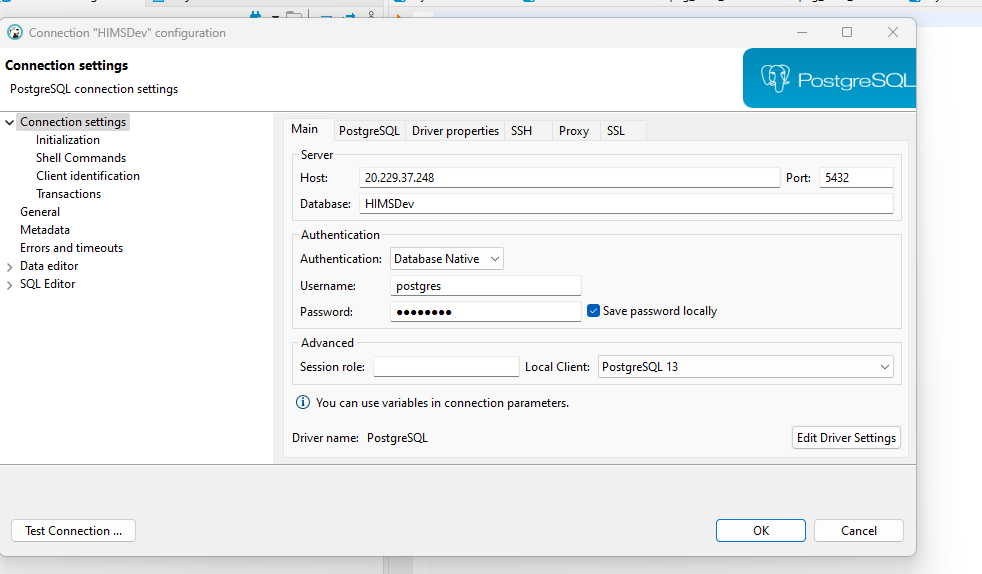 Connection "HIMSDev" configuration
Connection settings
PostgreSQL connection settings
PostgreSQL
Connection settings
Initialization
Shell Commands
Client identification
Transactions
General
Metadata
Errors and timeouts
Data editor
SQL Editor
Main PostgreSQL Driver properties SSH Proxy SSL
Server
Host: 20.229.37.248 Port: 5432
Database: HIMSDev
Authentication
Authentication: Database Native
Username: postgres
Password: ●●●●●●●●  Save password locally
Advanced
Session role: Local Client: PostgreSQL 13
You can use variables in connection parameters.
Driver name: PostgreSQL Edit Driver Settings
Test Connection ... OK Cancel